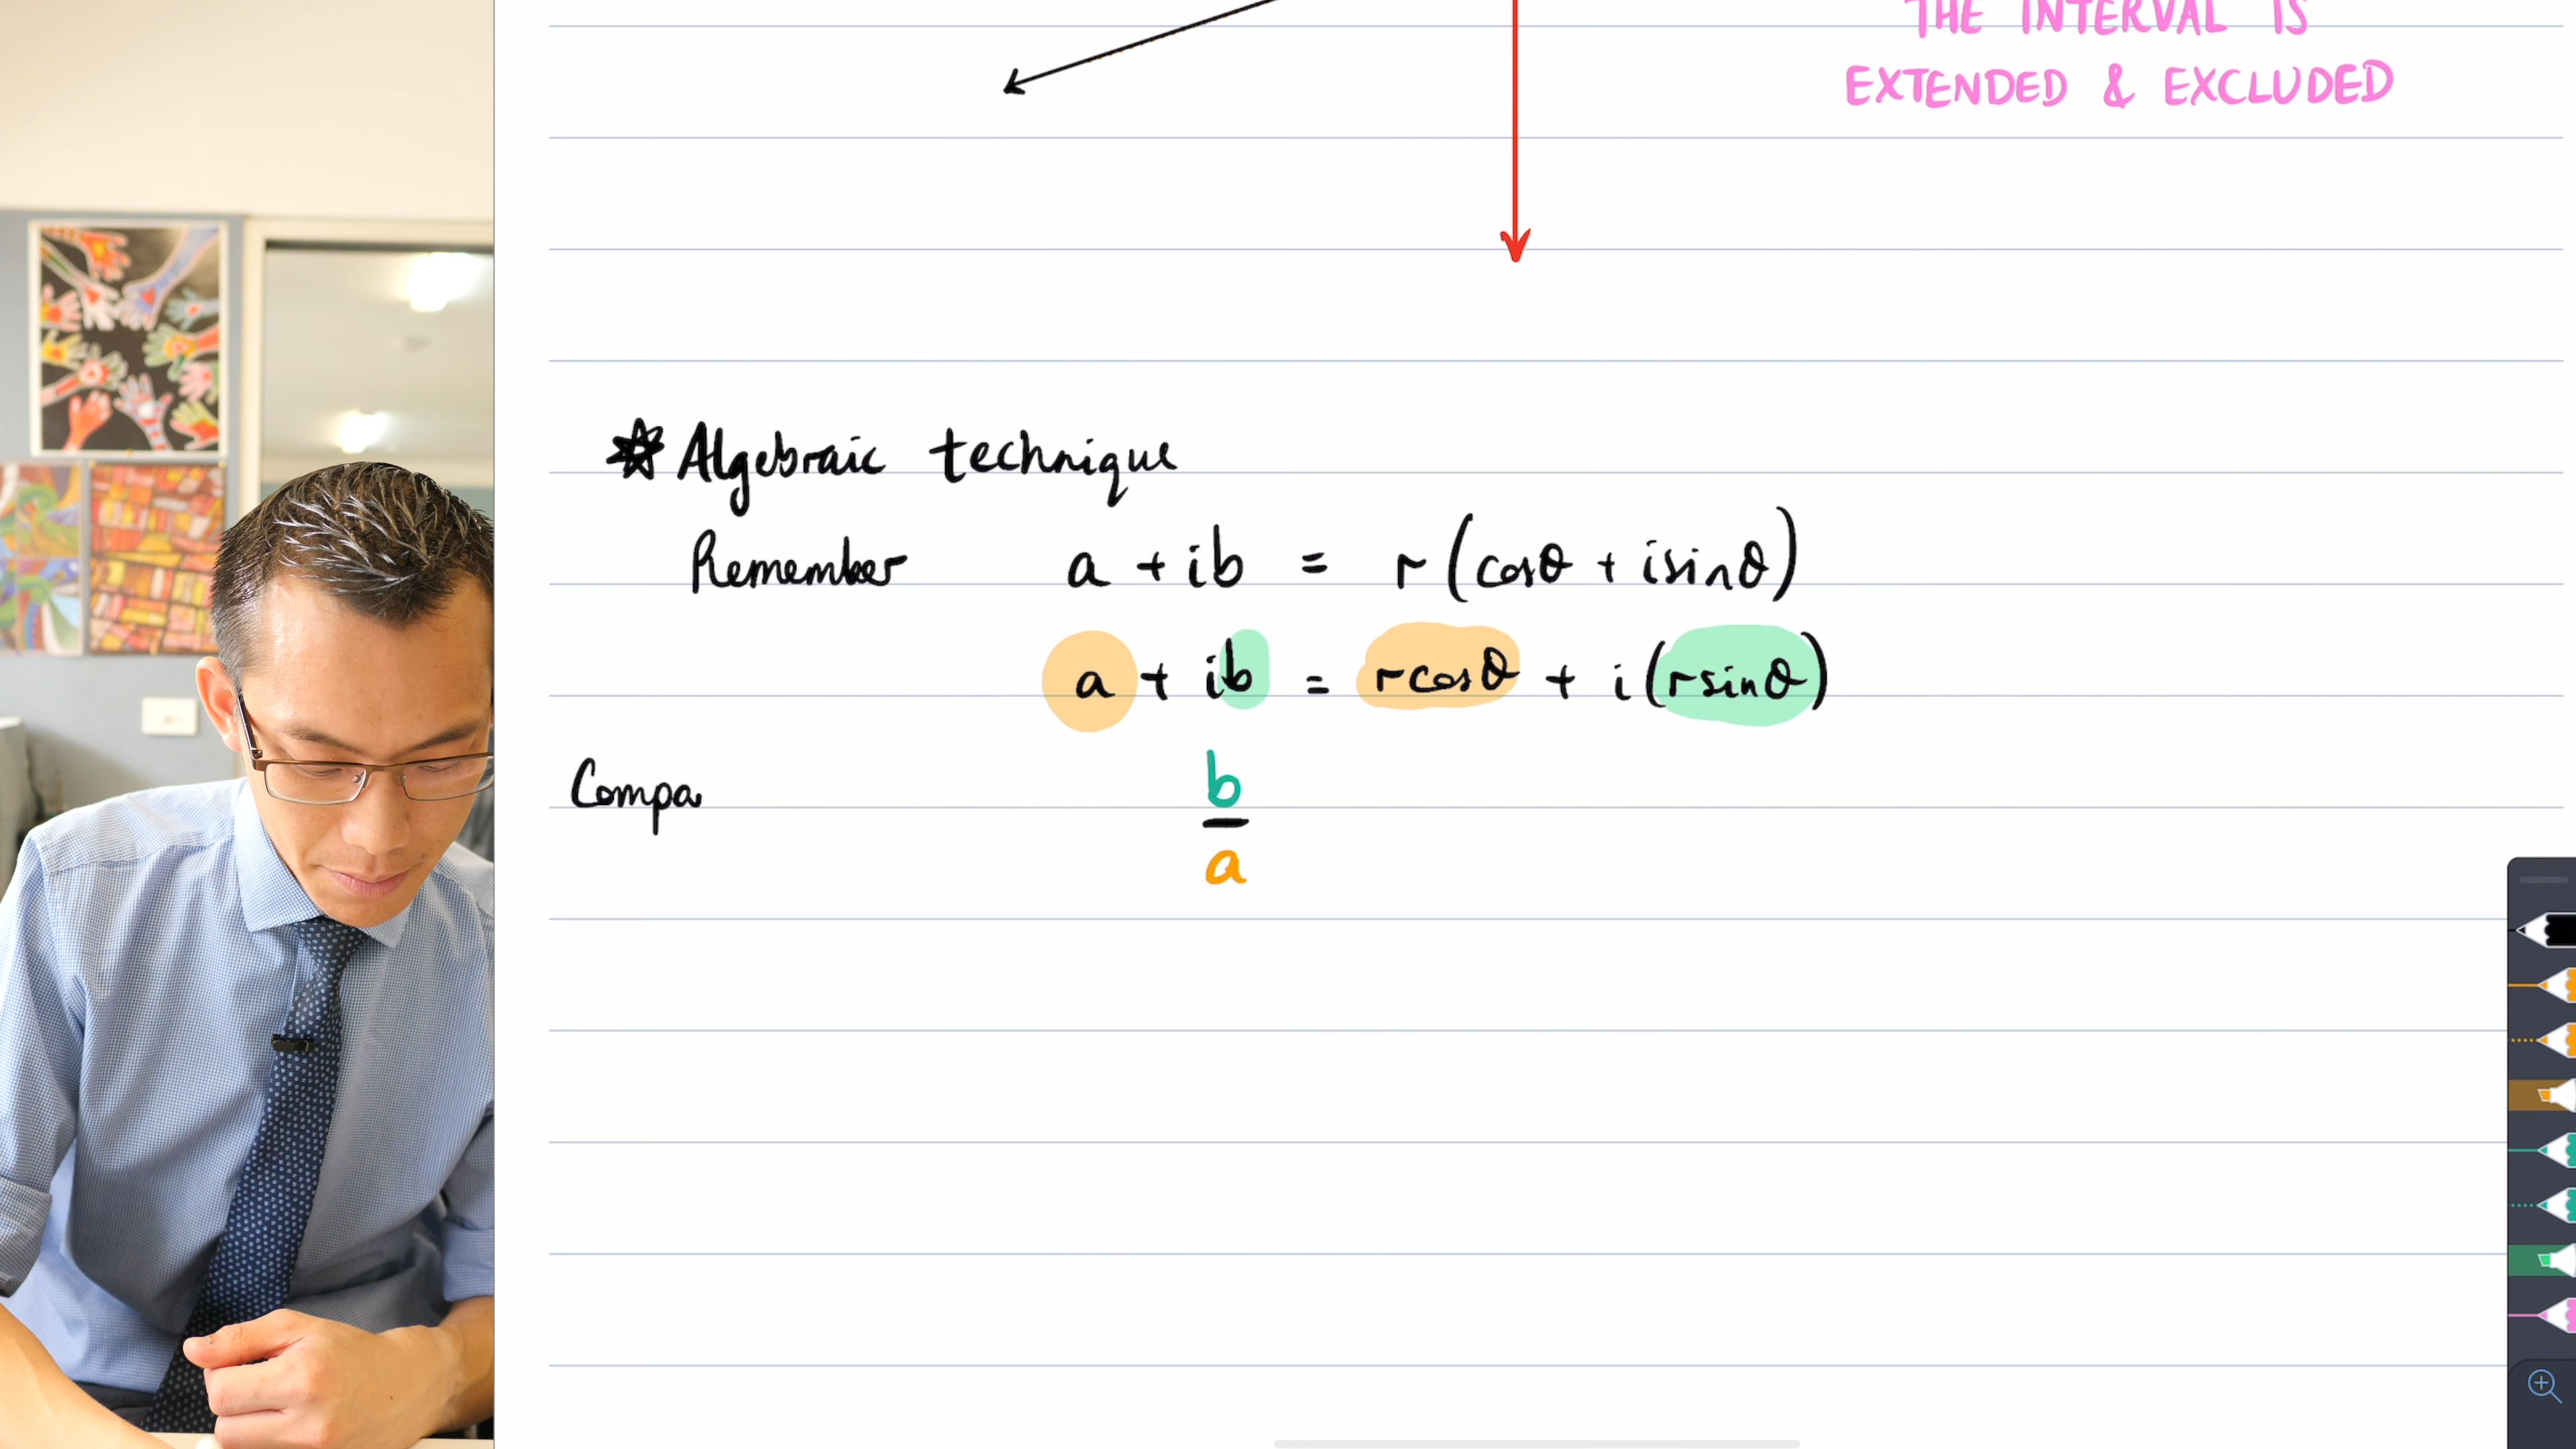 THE INTERVAL IS
EXTENDED & EXCLUDED
Algebraic technique
Remember a + ib = r(cosθ + isinθ)
a + ib = rcosθ + i(rsinθ)
Compa b
a